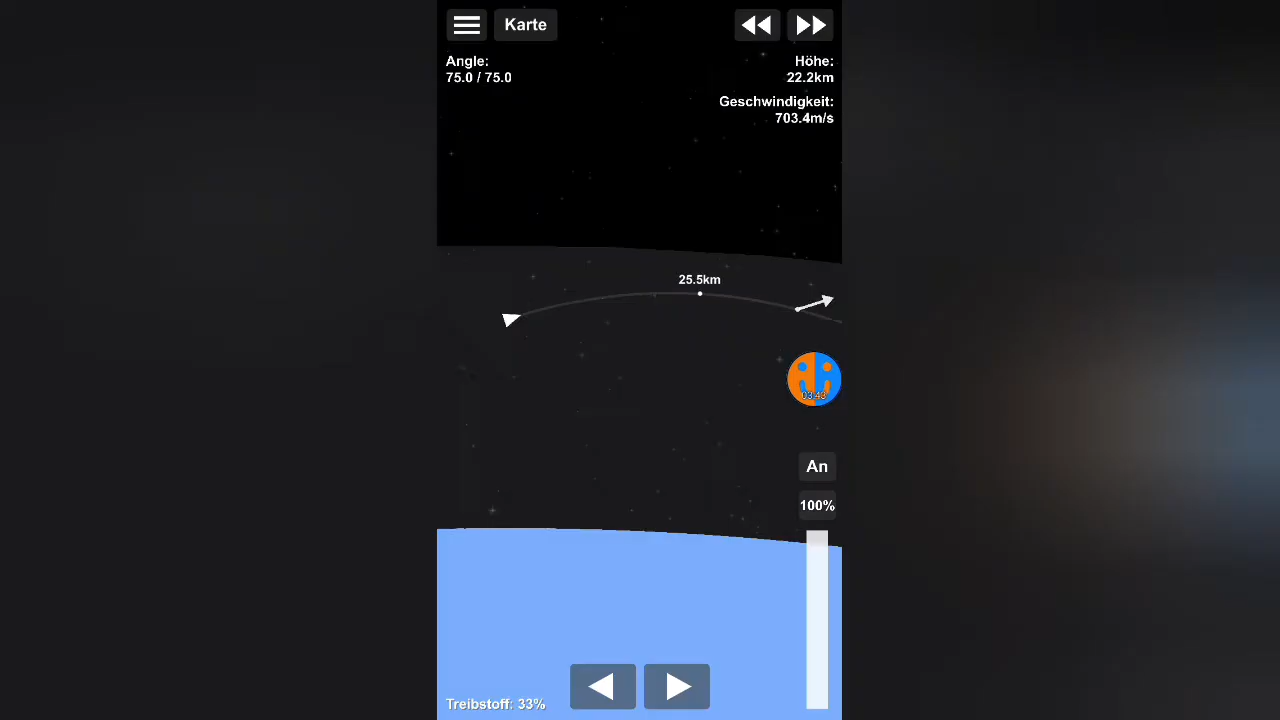 Karte
Angle:
75.0 / 75.0
Höhe:
22.2km
Geschwindigkeit:
703.4m/s
25.5km
03:43
An
100%
Treibstoff: 33%